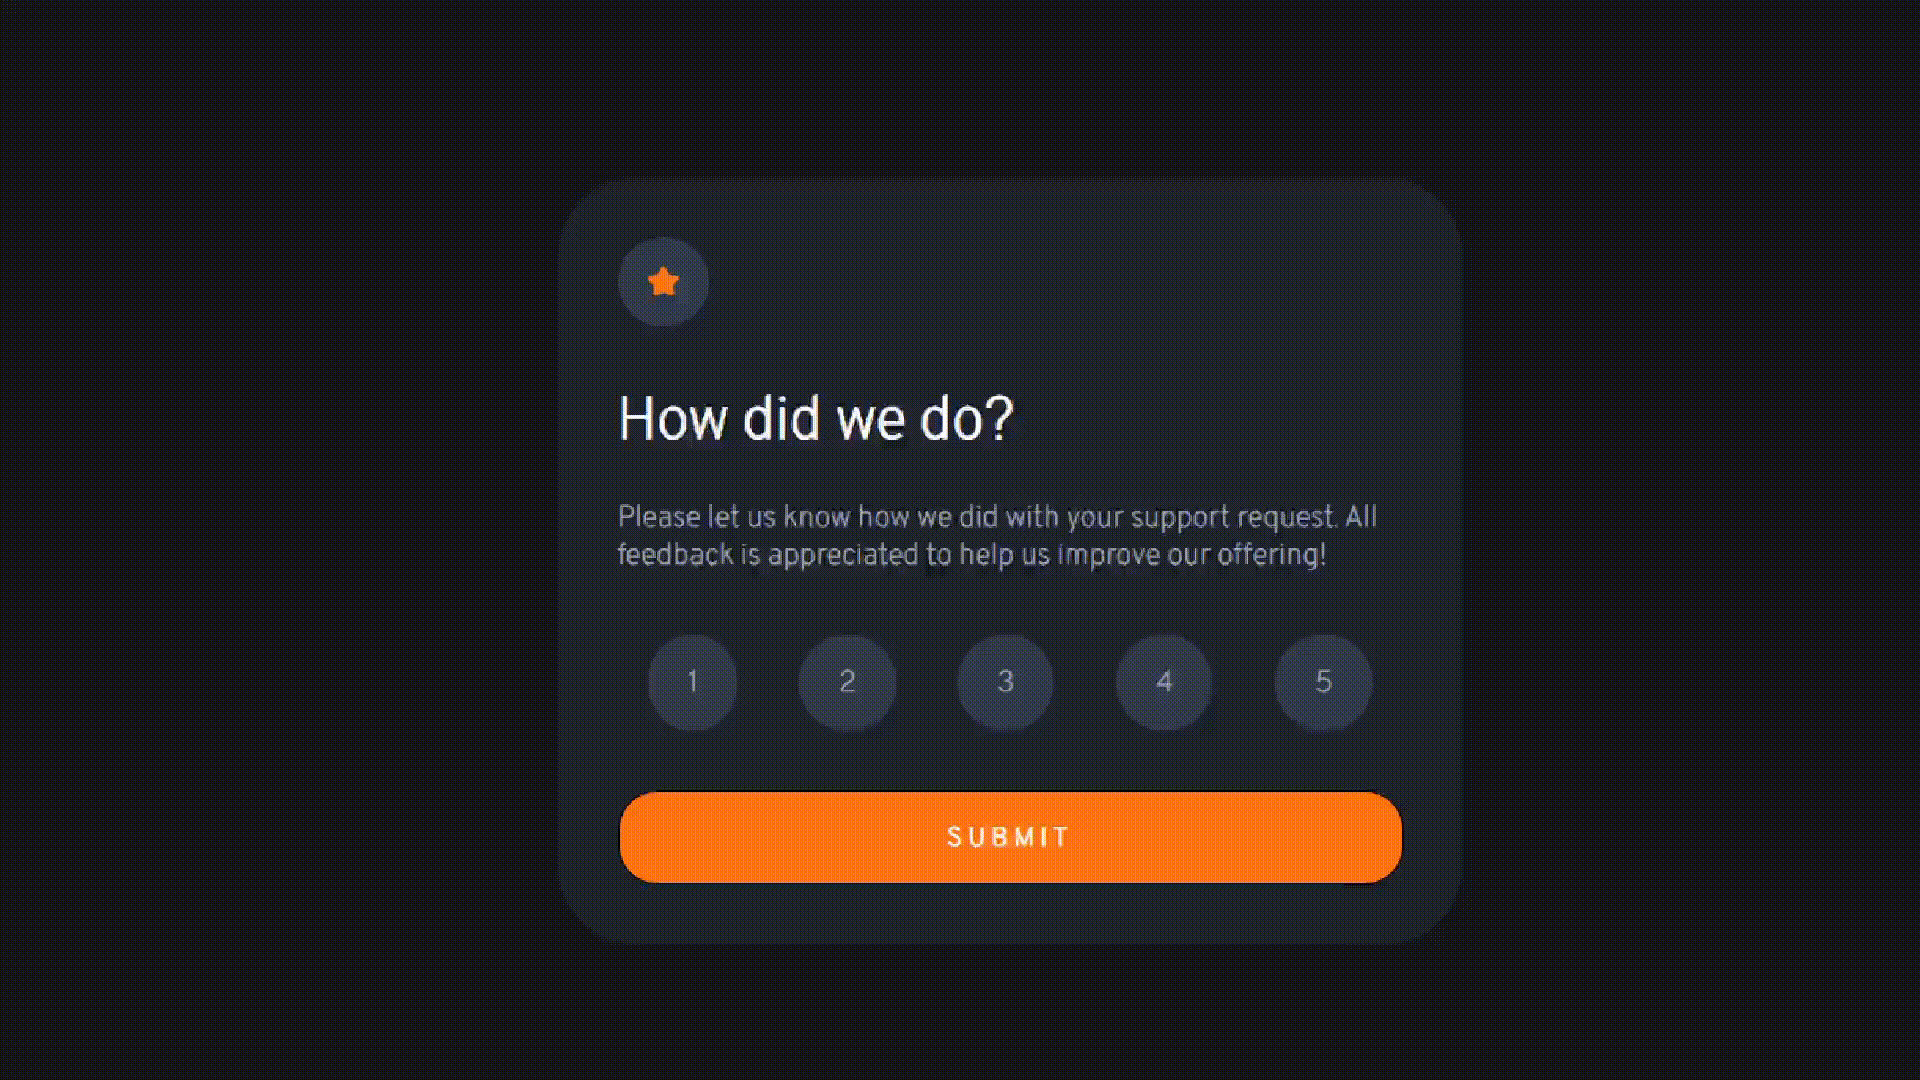 How did we do?
Please let us know how we did with your support request. All
feedback is appreciated to help us improve our offering!
1 2 3 4 5
SUBMIT